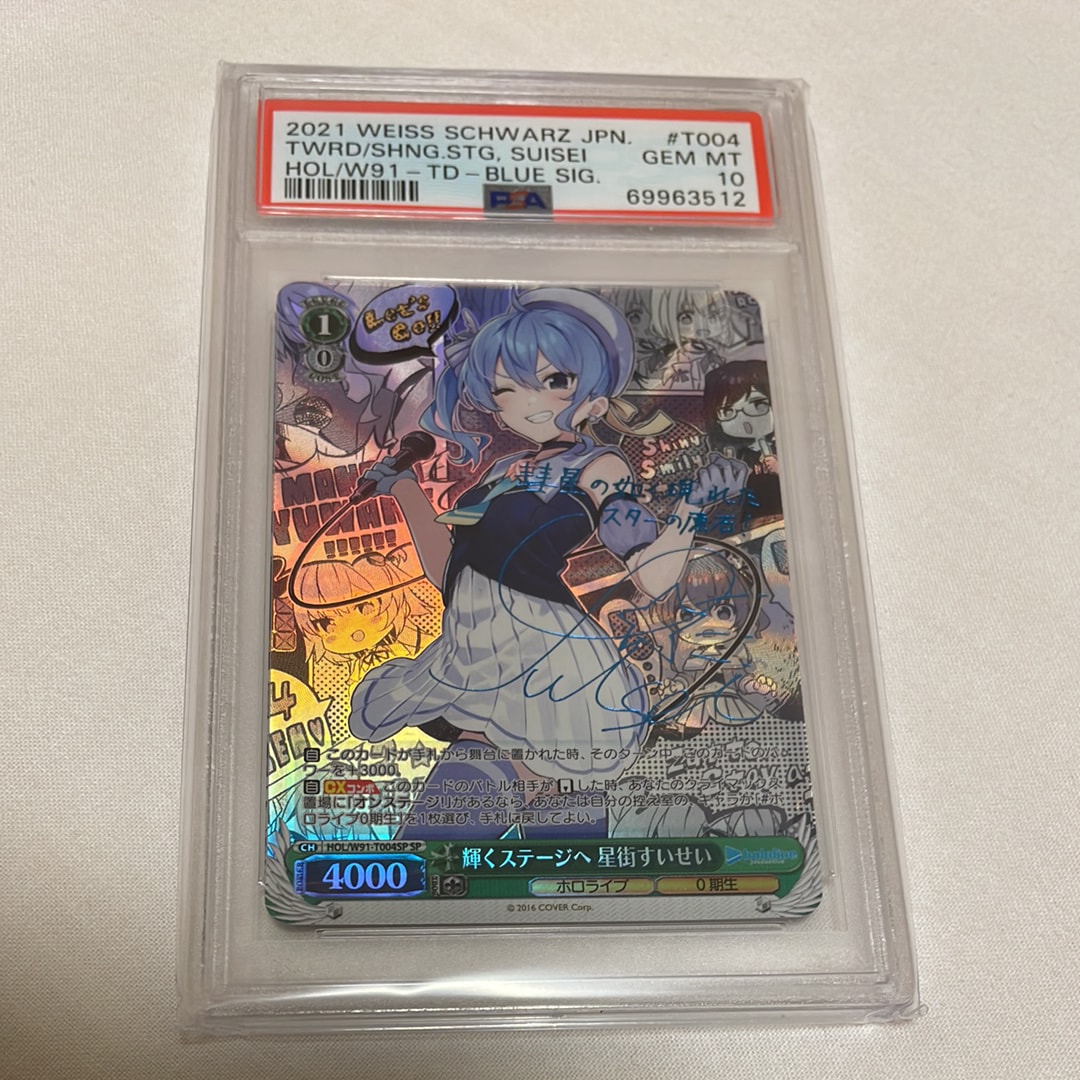 2021 WEISS SCHWARZ JPN. #T004
TWRD/SHNG.STG, SUISEI GEM MT
HOL/W91-TD-BLUE SIG. 10
PSA 69963512
LEVEL
1
0
COST
Let's
Go!!
Shiny
Smily
彗星の如く現れた
スターの原石!
このカードが手札から舞台に置かれた時、そのターン中、このカードのパ
ワーを+3000。
CXコンボ このカードのバトル相手が した時、あなたのクライマックス
置場に「オンステージ!」があるなら、あなたは自分の控え室のキャラか《#ホ
ロライブ0期生》を1枚選び、手札に戻してよい。
CH HOL/W91-T004SP SP
輝くステージへ 星街すいせい
hololive
production
POWER
4000
SOUL
ホロライブ 0期生
© 2016 COVER Corp.